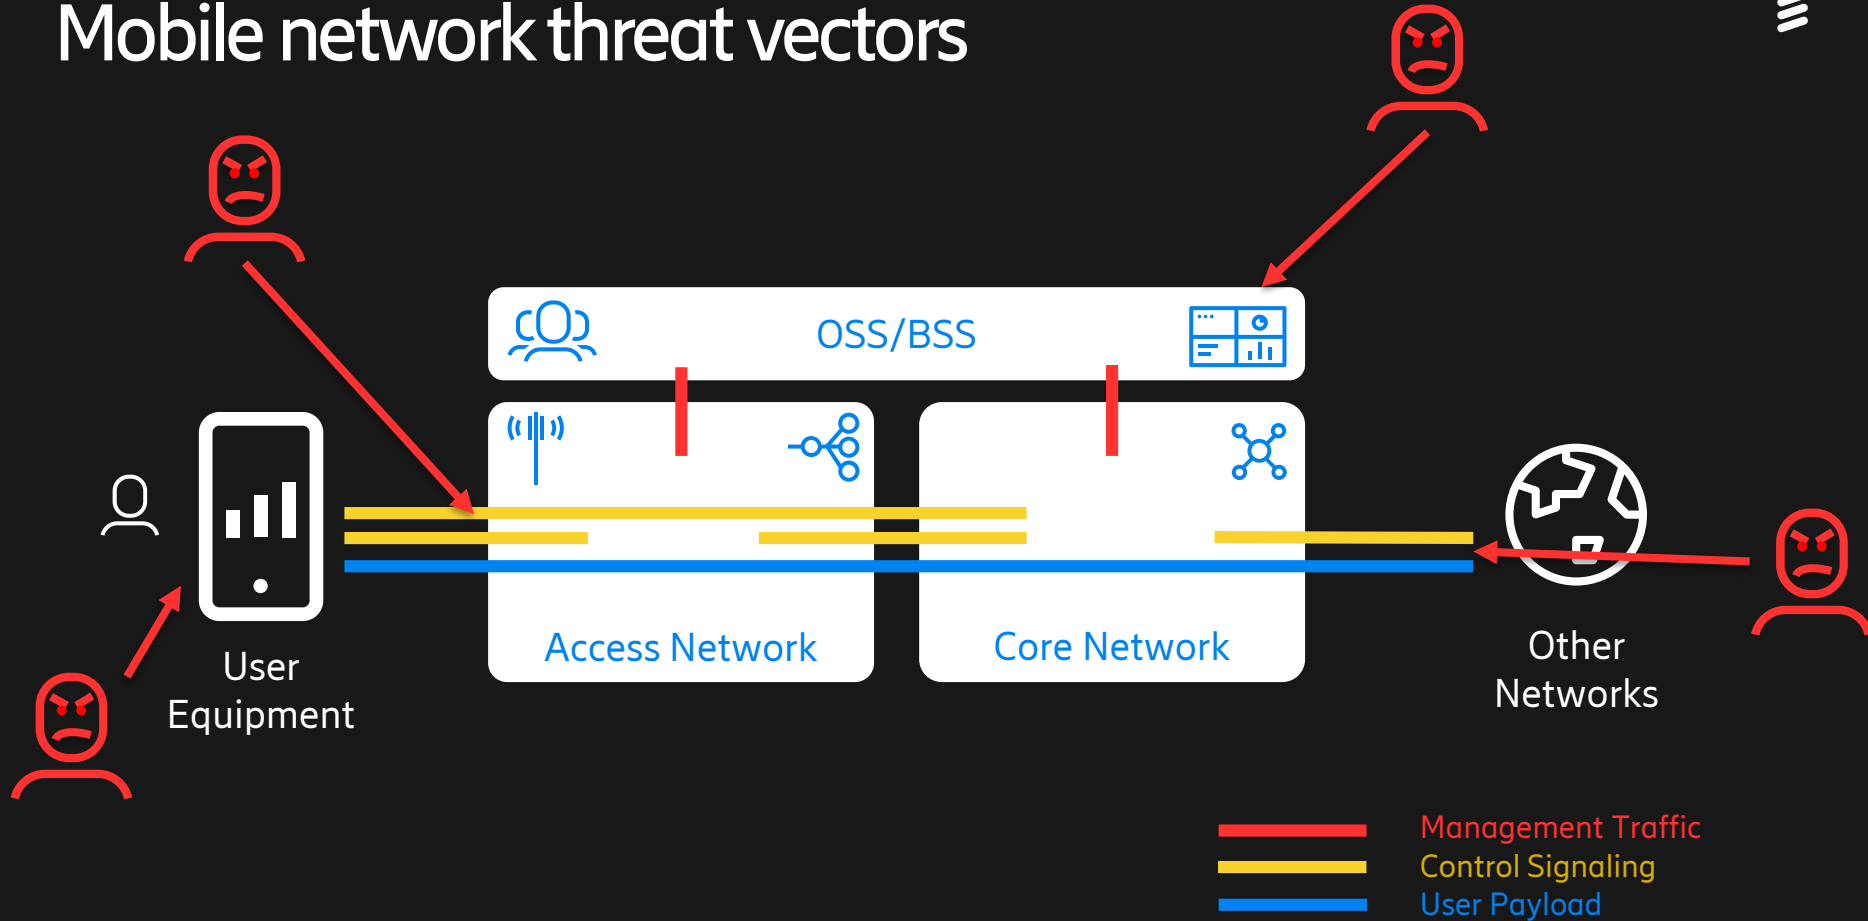 Mobile network threat vectors
OSS/BSS
Access Network
Core Network
User
Equipment
Other
Networks
Management Traffic
Control Signaling
User Payload